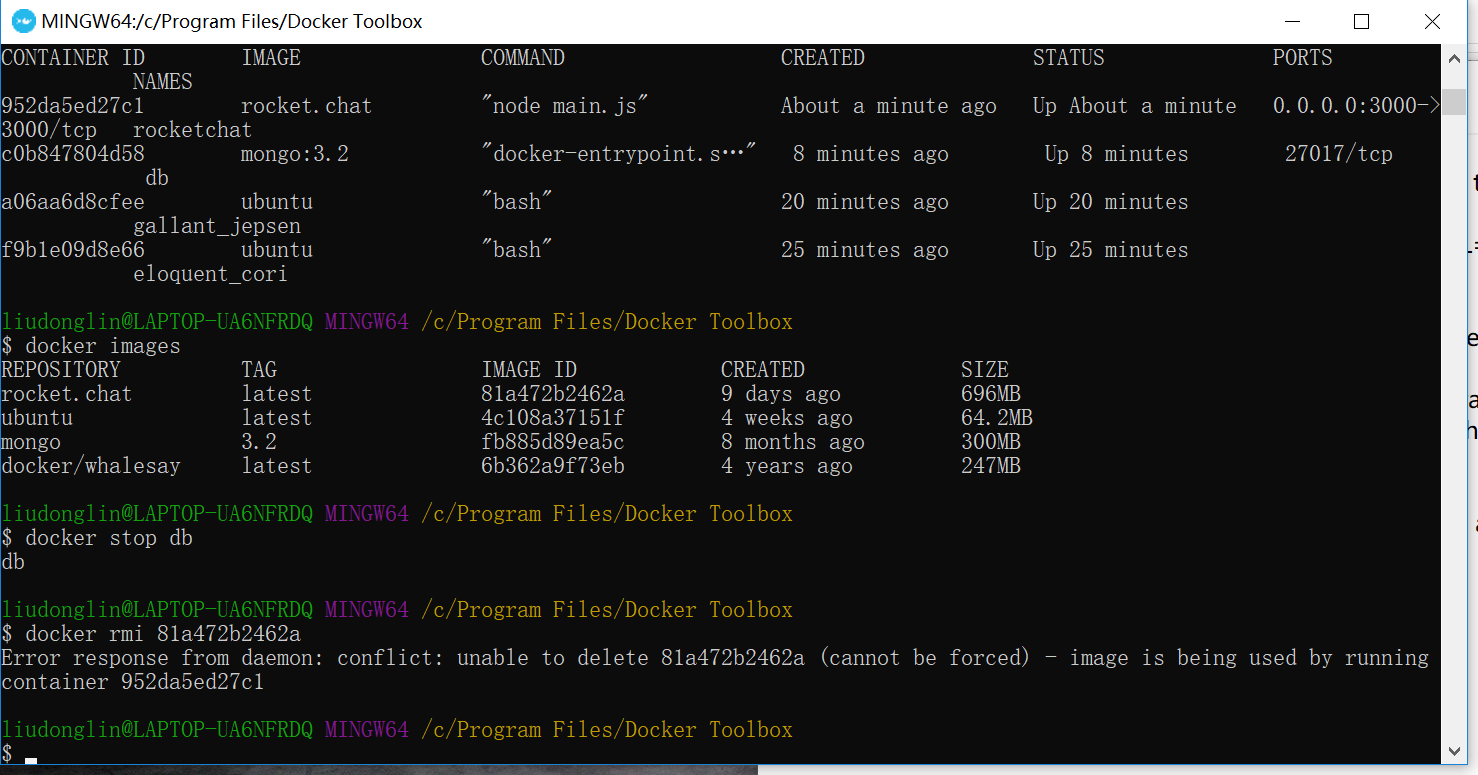 MINGW64:/c/Program Files/Docker Toolbox
CONTAINER ID IMAGE COMMAND CREATED STATUS PORTS
NAMES
952da5ed27c1 rocket.chat "node main.js" About a minute ago Up About a minute 0.0.0.0:3000->
3000/tcp rocketchat
c0b847804d58 mongo:3.2 "docker-entrypoint.s…" 8 minutes ago Up 8 minutes 27017/tcp
db
a06aa6d8cfee ubuntu "bash" 20 minutes ago Up 20 minutes
gallant_jepsen
f9b1e09d8e66 ubuntu "bash" 25 minutes ago Up 25 minutes
eloquent_cori
liudonglin@LAPTOP-UA6NFRDQ MINGW64 /c/Program Files/Docker Toolbox
$ docker images
REPOSITORY TAG IMAGE ID CREATED SIZE
rocket.chat latest 81a472b2462a 9 days ago 696MB
ubuntu latest 4c108a37151f 4 weeks ago 64.2MB
mongo 3.2 fb885d89ea5c 8 months ago 300MB
docker/whalesay latest 6b362a9f73eb 4 years ago 247MB
liudonglin@LAPTOP-UA6NFRDQ MINGW64 /c/Program Files/Docker Toolbox
$ docker stop db
db
liudonglin@LAPTOP-UA6NFRDQ MINGW64 /c/Program Files/Docker Toolbox
$ docker rmi 81a472b2462a
Error response from daemon: conflict: unable to delete 81a472b2462a (cannot be forced) - image is being used by running
container 952da5ed27c1
liudonglin@LAPTOP-UA6NFRDQ MINGW64 /c/Program Files/Docker Toolbox
$